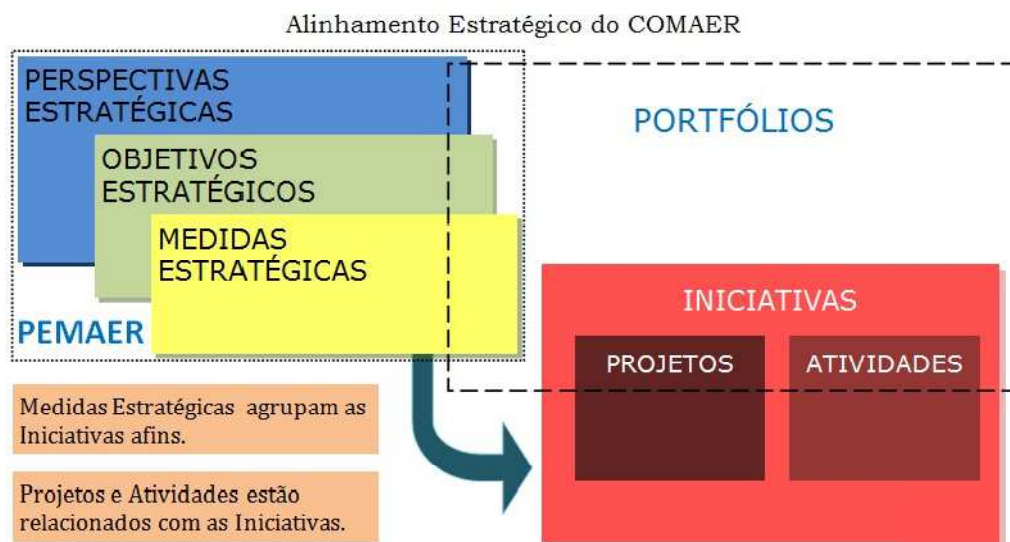 Alinhamento Estratégico do COMAER
PERSPECTIVAS
ESTRATÉGICAS
OBJETIVOS
ESTRATÉGICOS
MEDIDAS
ESTRATÉGICAS
PEMAER
PORTFÓLIOS
INICIATIVAS
PROJETOS
ATIVIDADES
Medidas Estratégicas agrupam as
Iniciativas afins.
Projetos e Atividades estão
relacionados com as Iniciativas.